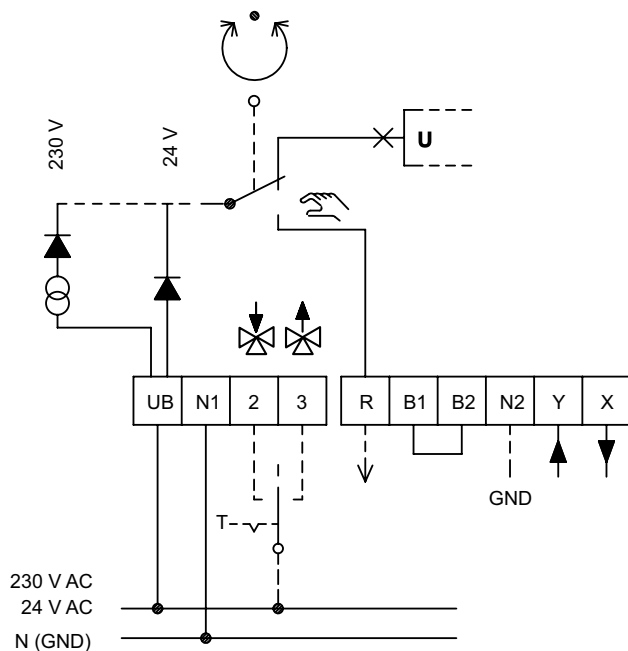 230 V
24 V
U
UB N1 2 3 R B1 B2 N2 Y X
GND
T
230 V AC
24 V AC
N (GND)